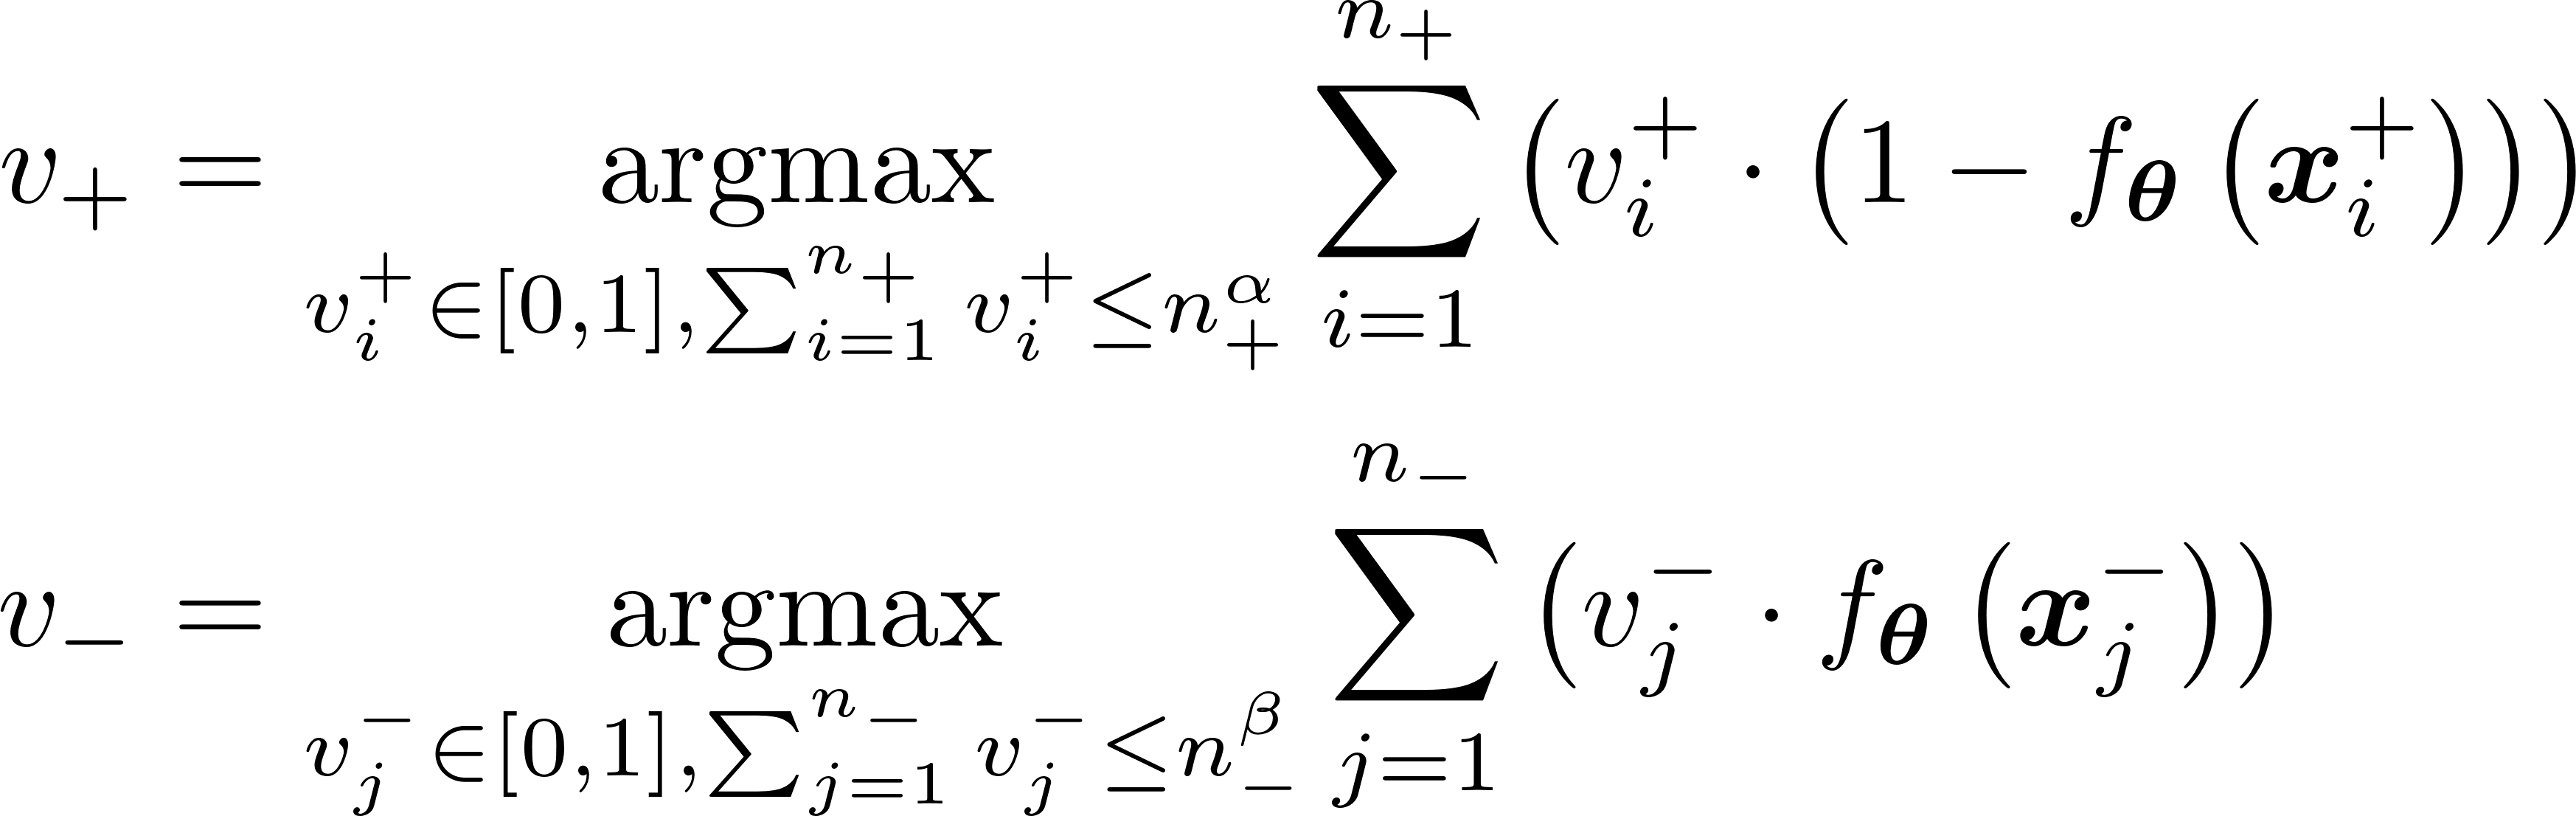 v_+ = \underset{v_i^+ \in [0,1], \sum_{i=1}^{n_+} v_i^+ \leq n_+^{\alpha}}{\operatorname{argmax}} \sum_{i=1}^{n_+} \left( v_i^+ \cdot \left( 1 - f_{\boldsymbol{\theta}} \left( \boldsymbol{x}_i^+ \right) \right) \right)
v_- = \underset{v_j^- \in [0,1], \sum_{j=1}^{n_-} v_j^- \leq n_-^{\beta}}{\operatorname{argmax}} \sum_{j=1}^{n_-} \left( v_j^- \cdot f_{\boldsymbol{\theta}} \left( \boldsymbol{x}_j^- \right) \right)